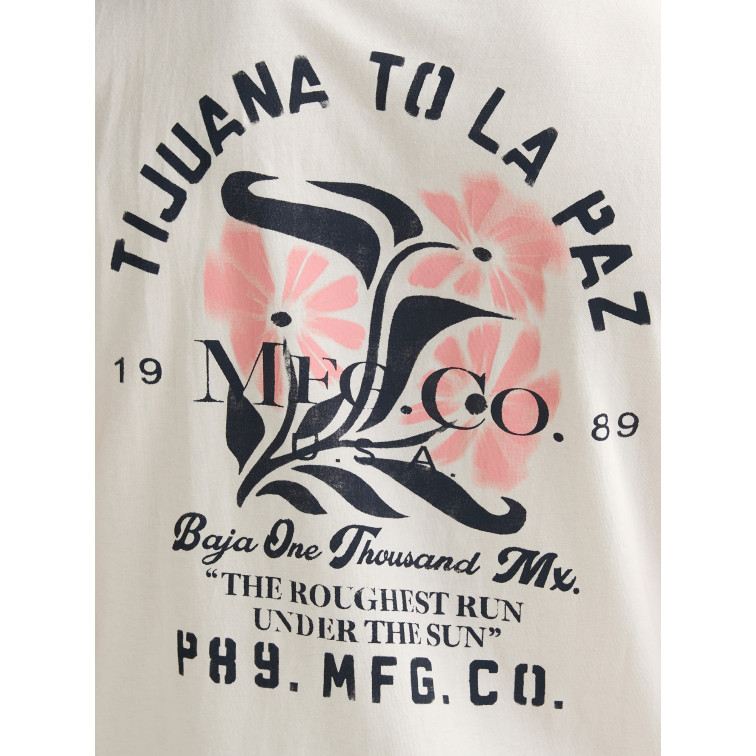 TIJUANA TO LA PAZ
19 MFG.CO. 89
U.S.A.
Baja One Thousand Mx.
“THE ROUGHEST RUN
UNDER THE SUN”
P89. MFG.CO.